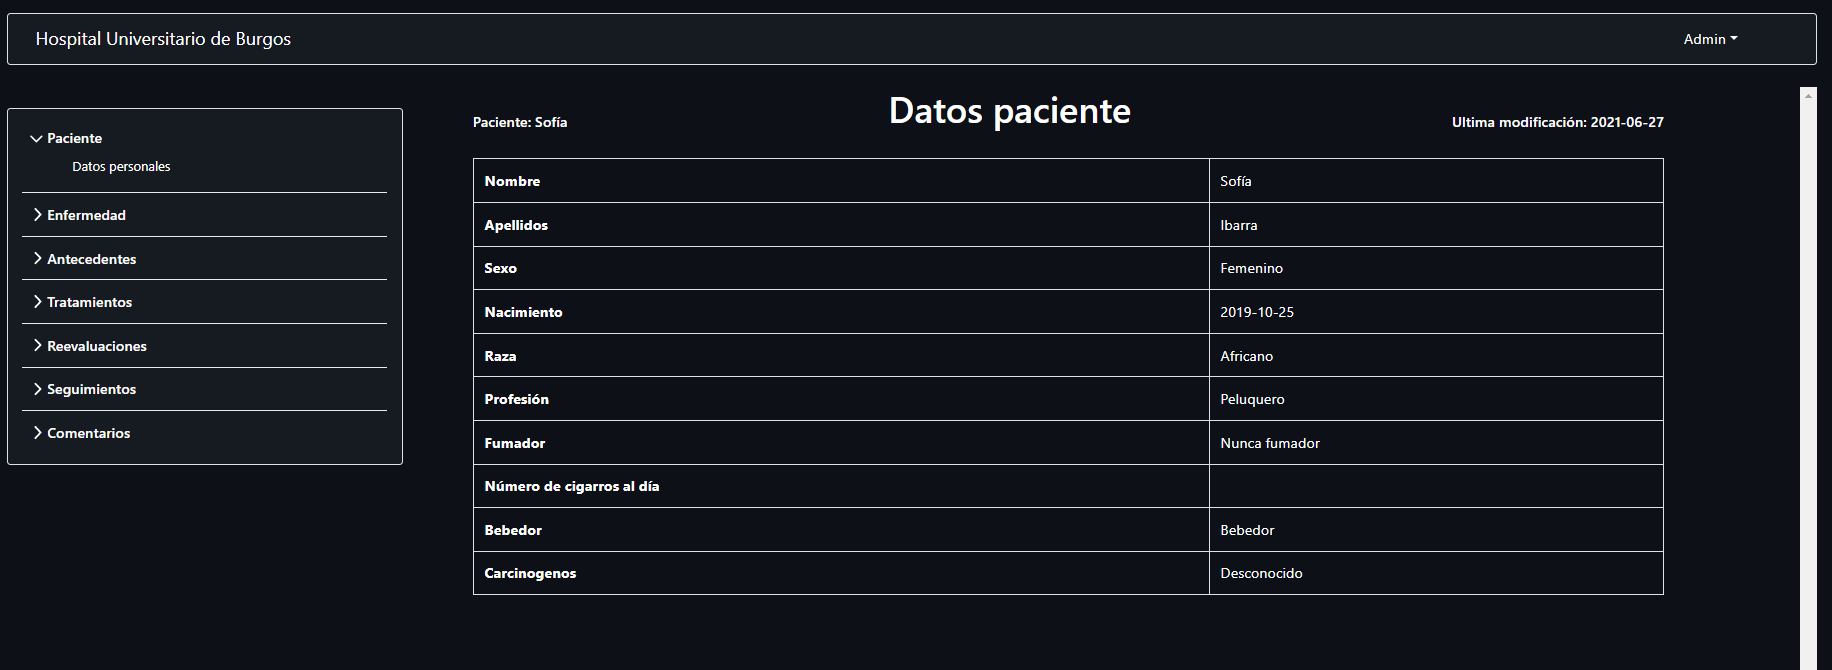 Hospital Universitario de Burgos
Admin
Paciente
Datos personales
Enfermedad
Antecedentes
Tratamientos
Reevaluaciones
Seguimientos
Comentarios
Paciente: Sofía
Datos paciente
Ultima modificación: 2021-06-27
Nombre Sofía
Apellidos Ibarra
Sexo Femenino
Nacimiento 2019-10-25
Raza Africano
Profesión Peluquero
Fumador Nunca fumador
Número de cigarros al día
Bebedor Bebedor
Carcinogenos Desconocido